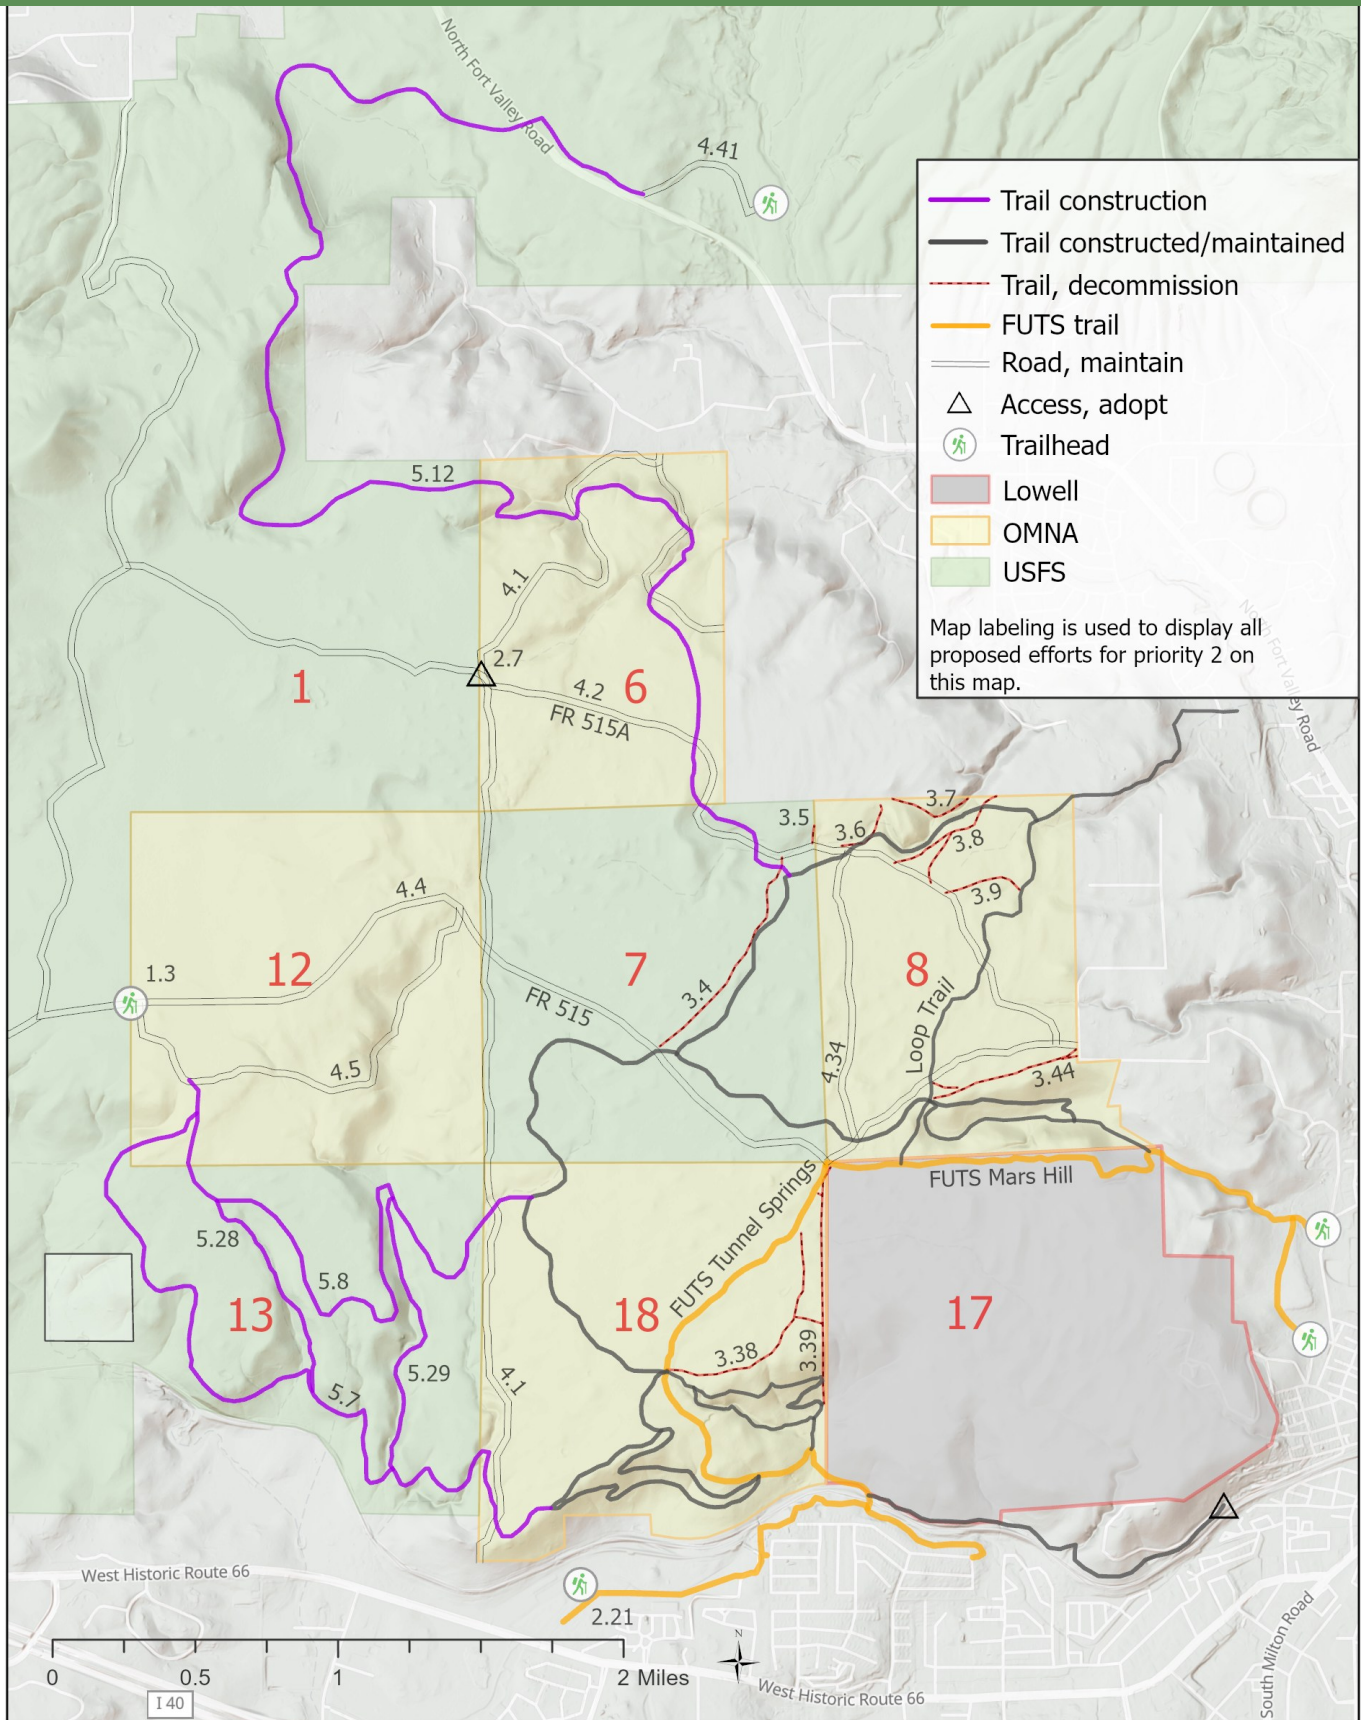 North Fort Valley Road
4.41
Trail construction
Trail constructed/maintained
Trail, decommission
FUTS trail
Road, maintain
Access, adopt
Trailhead
Lowell
OMNA
USFS
Map labeling is used to display all
proposed efforts for priority 2 on
this map.
North Fort Valley Road
5.12
4.1
2.7
1
4.2
6
FR 515A
3.5
3.6
3.7
3.8
3.9
4.4
12
1.3
7
8
3.4
FR 515
Loop Trail
4.34
4.5
3.44
FUTS Mars Hill
FUTS Tunnel Springs
5.28
5.8
13
18
17
3.38
3.39
5.29
5.7
4.1
West Historic Route 66
2.21
N
0
0.5
1
2 Miles
I 40
West Historic Route 66
South Milton Road